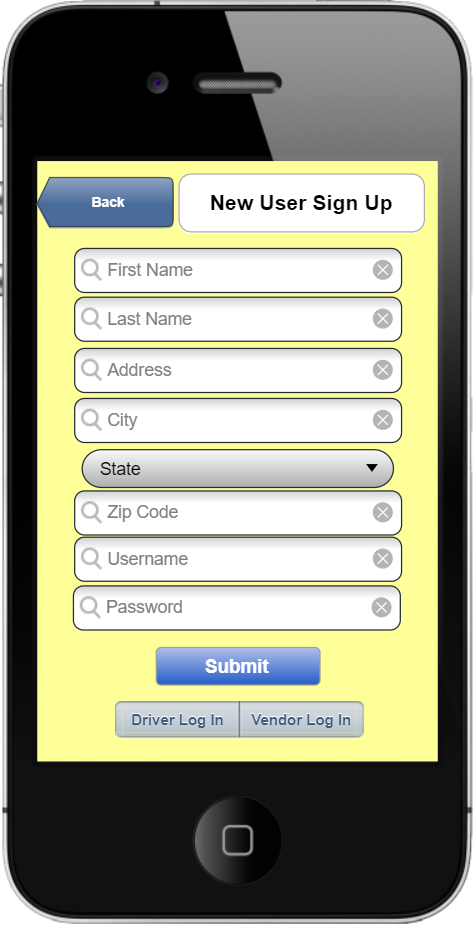 Back
New User Sign Up
First Name
Last Name
Address
City
State
Zip Code
Username
Password
Submit
Driver Log In
Vendor Log In